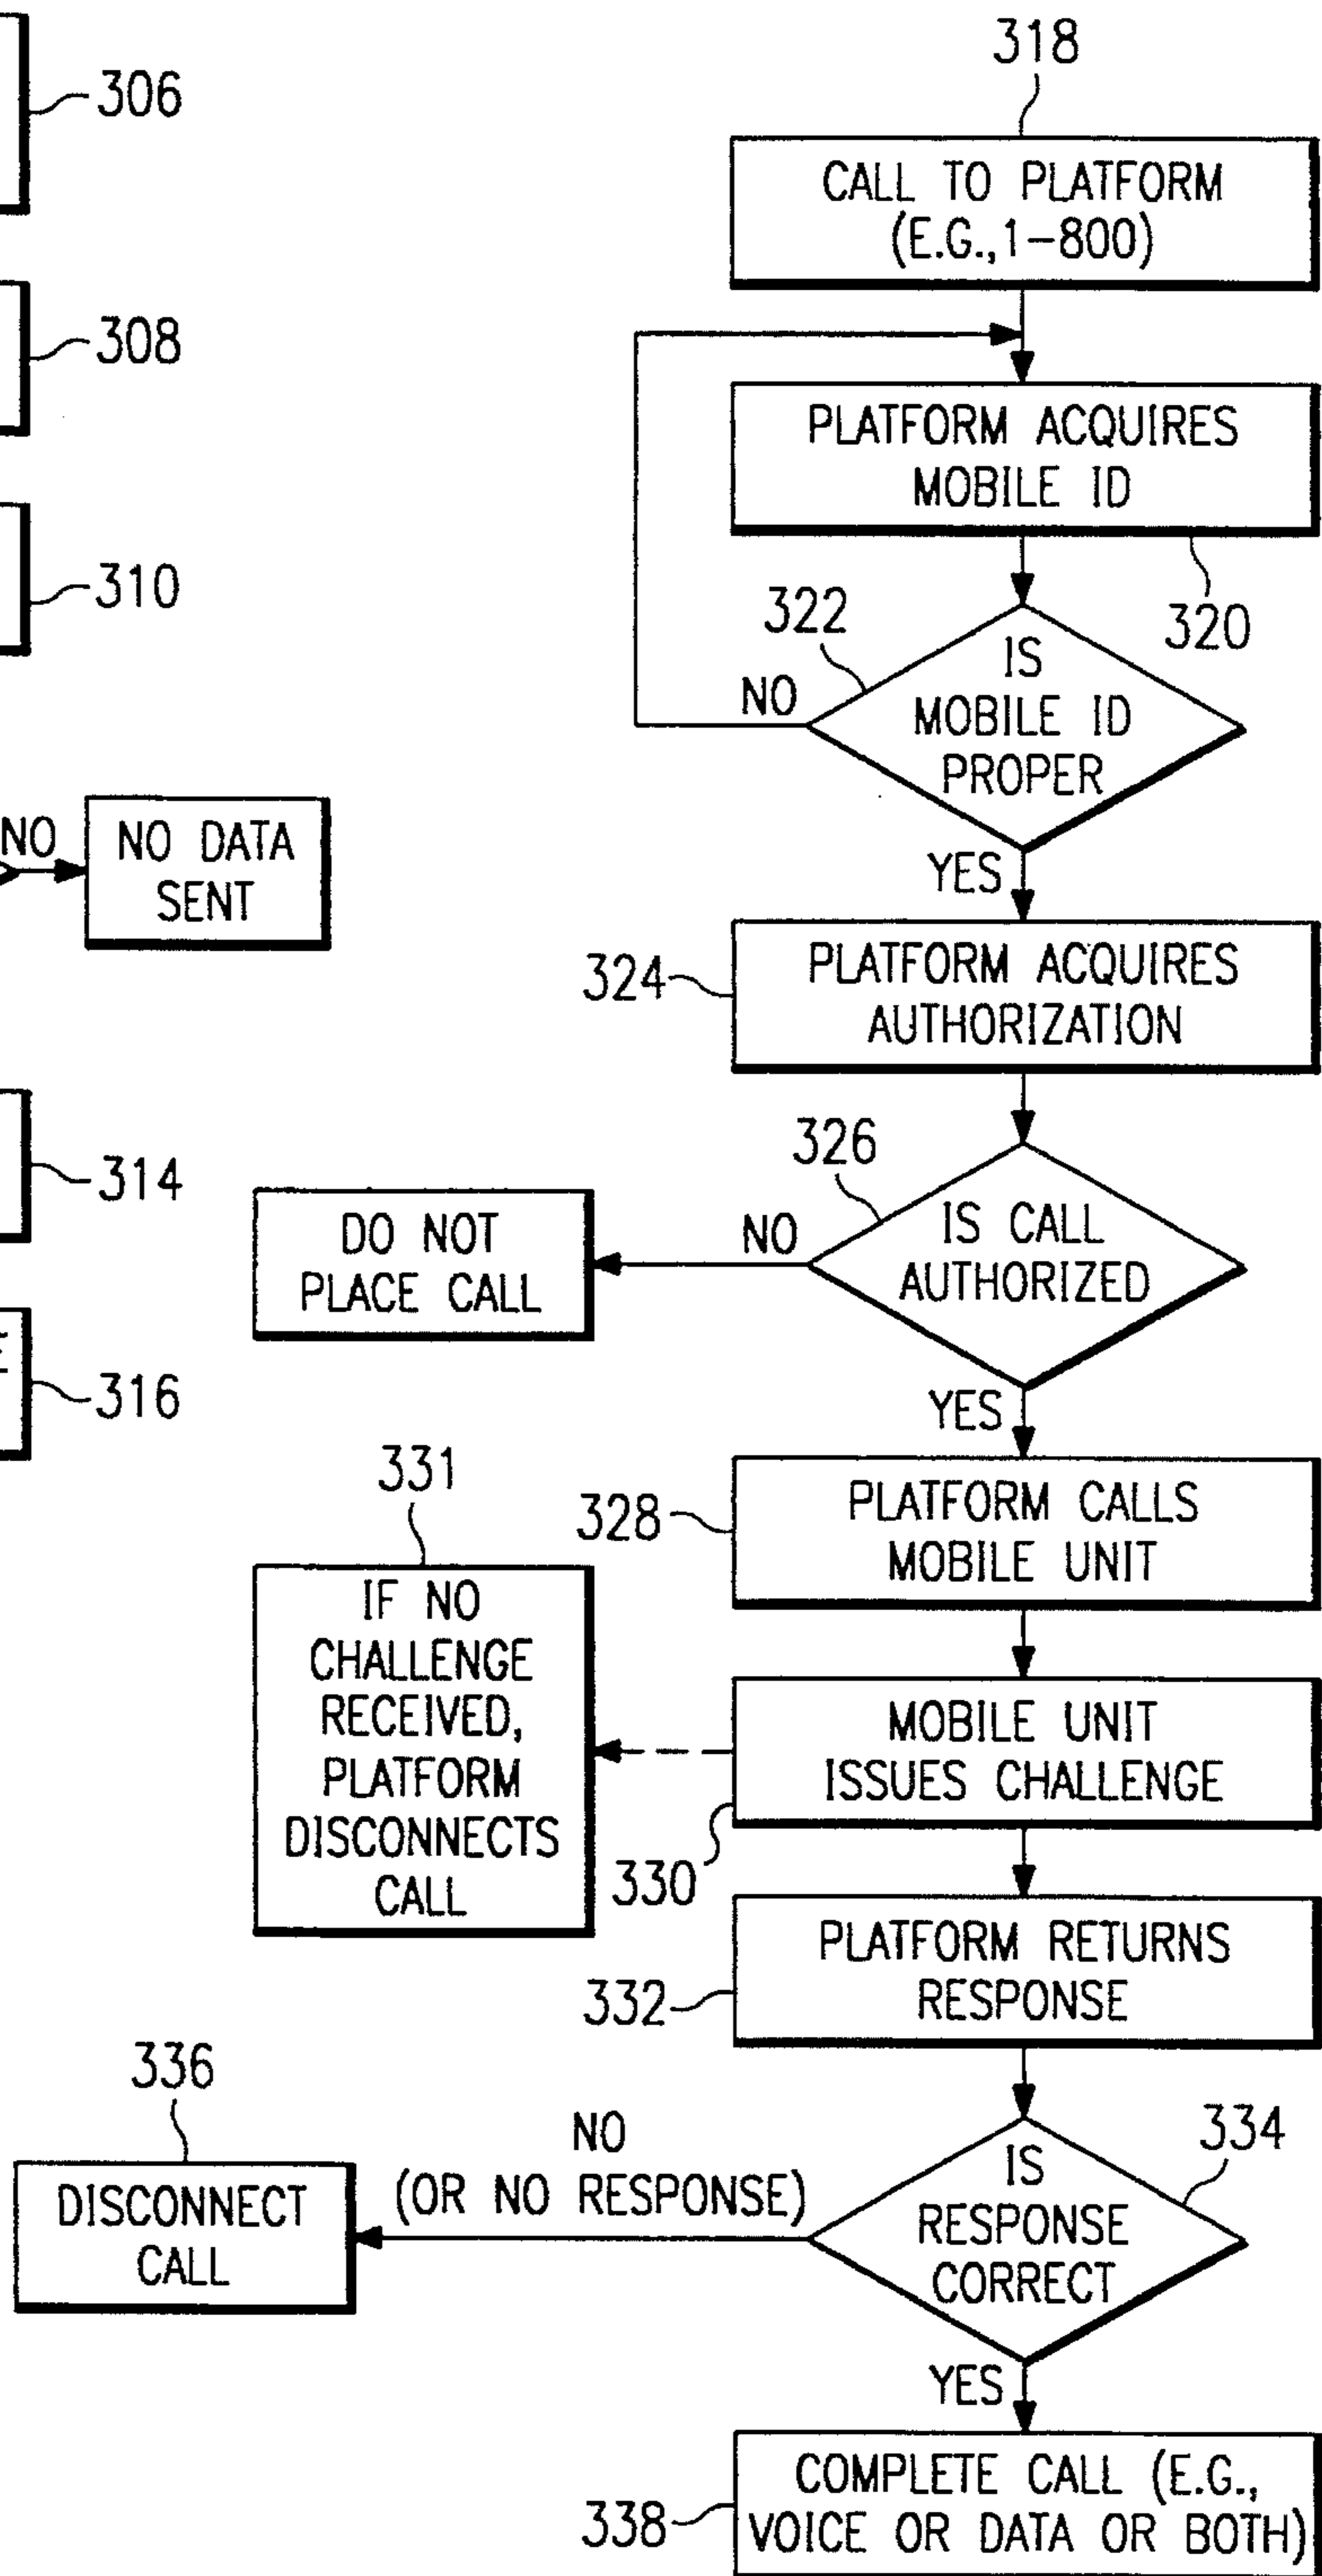 306
308
310
NO
NO DATA
SENT
314
316
318
CALL TO PLATFORM
(E.G.,1-800)
PLATFORM ACQUIRES
MOBILE ID
320
322
IS
MOBILE ID
PROPER
NO
YES
324
PLATFORM ACQUIRES
AUTHORIZATION
326
IS CALL
AUTHORIZED
NO
DO NOT
PLACE CALL
YES
328
PLATFORM CALLS
MOBILE UNIT
331
IF NO
CHALLENGE
RECEIVED,
PLATFORM
DISCONNECTS
CALL
MOBILE UNIT
ISSUES CHALLENGE
330
PLATFORM RETURNS
RESPONSE
332
334
IS
RESPONSE
CORRECT
NO
(OR NO RESPONSE)
336
DISCONNECT
CALL
YES
COMPLETE CALL (E.G.,
VOICE OR DATA OR BOTH)
338